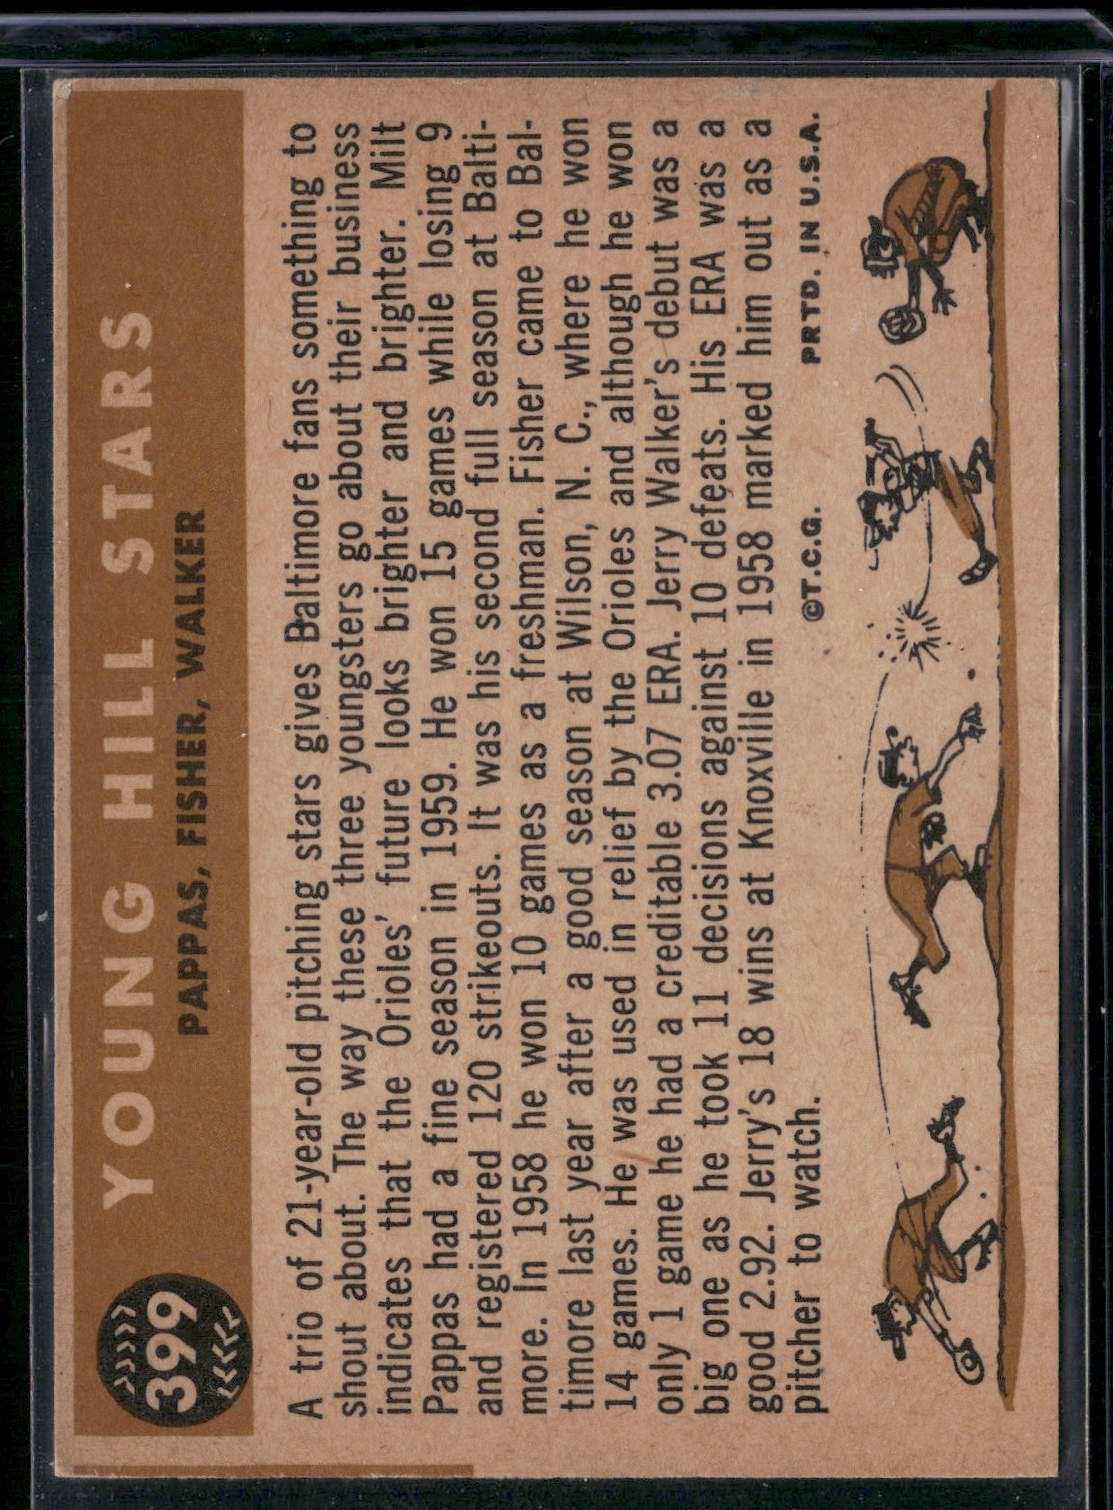 399
YOUNG HILL STARS
PAPPAS, FISHER, WALKER
A trio of 21-year-old pitching stars gives Baltimore fans something to
shout about. The way these three youngsters go about their business
indicates that the Orioles' future looks brighter and brighter. Milt
Pappas had a fine season in 1959. He won 15 games while losing 9
and registered 120 strikeouts. It was his second full season at Balti-
more. In 1958 he won 10 games as a freshman. Fisher came to Bal-
timore last year after a good season at Wilson, N. C., where he won
14 games. He was used in relief by the Orioles and although he won
only 1 game he had a creditable 3.07 ERA. Jerry Walker's debut was a
big one as he took 11 decisions against 10 defeats. His ERA was a
good 2.92. Jerry's 18 wins at Knoxville in 1958 marked him out as a
pitcher to watch.
©T.C.G. PRTD. IN U.S.A.